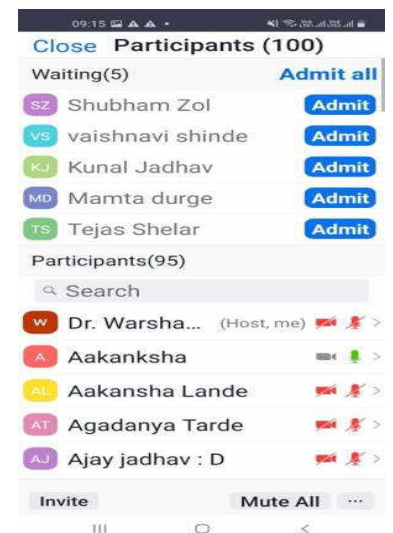 09:15
Close Participants (100)
Waiting(5) Admit all
SZ Shubham Zol Admit
VS vaishnavi shinde Admit
KJ Kunal Jadhav Admit
MD Mamta durge Admit
TS Tejas Shelar Admit
Participants(95)
Search
W Dr. Warsha... (Host, me)
A Aakanksha
AL Aakansha Lande
AT Agadanya Tarde
AJ Ajay jadhav : D
Invite Mute All ...